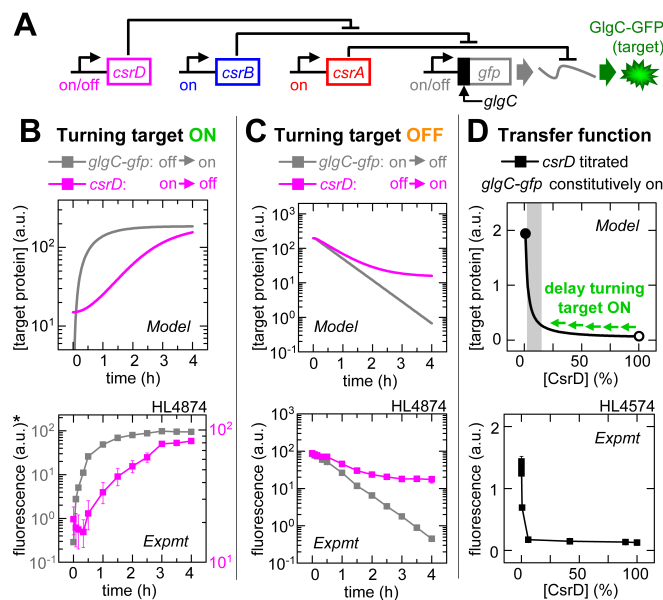 A
GlgC-GFP
(target)
csrD
csrB
csrA
gfp
on/off
on
on
on/off
glgC
B Turning target ON
glgC-gfp: off → on
csrD: on → off
[target protein] (a.u.)
10²
10¹
Model
0 1 2 3 4
time (h)
HL4874
fluorescence (a.u.)*
10²
10¹
10⁰
10⁻¹
10²
10¹
Expmt
0 1 2 3 4
time (h)
C Turning target OFF
glgC-gfp: on → off
csrD: off → on
[target protein] (a.u.)
10³
10²
10¹
10⁰
10⁻¹
Model
0 1 2 3 4
time (h)
HL4874
fluorescence (a.u.)
10³
10²
10¹
10⁰
10⁻¹
Expmt
0 1 2 3 4
time (h)
D Transfer function
csrD titrated
glgC-gfp constitutively on
[target protein] (a.u.)
2
1
0
Model
delay turning
target ON
0 50 100
[CsrD] (%)
HL4574
fluorescence (a.u.)
2
1
0
Expmt
0 50 100
[CsrD] (%)